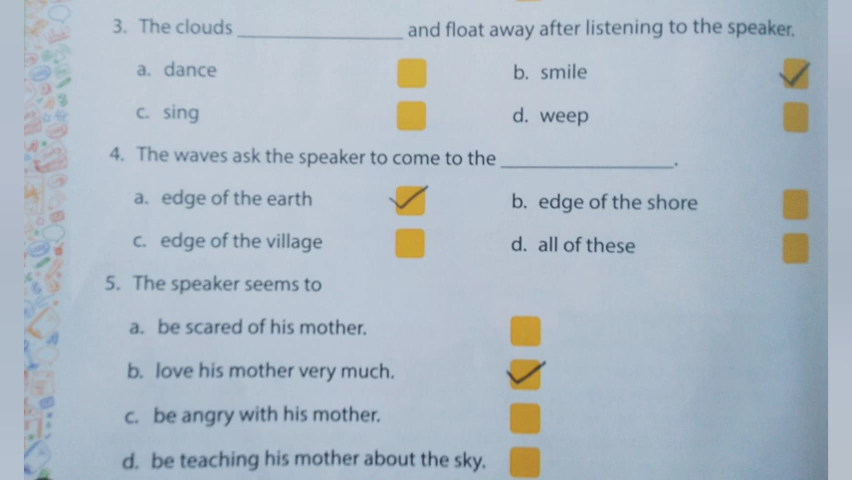 3. The clouds ________________ and float away after listening to the speaker.
a. dance
b. smile
c. sing
d. weep
4. The waves ask the speaker to come to the ________________.
a. edge of the earth
b. edge of the shore
c. edge of the village
d. all of these
5. The speaker seems to
a. be scared of his mother.
b. love his mother very much.
c. be angry with his mother.
d. be teaching his mother about the sky.